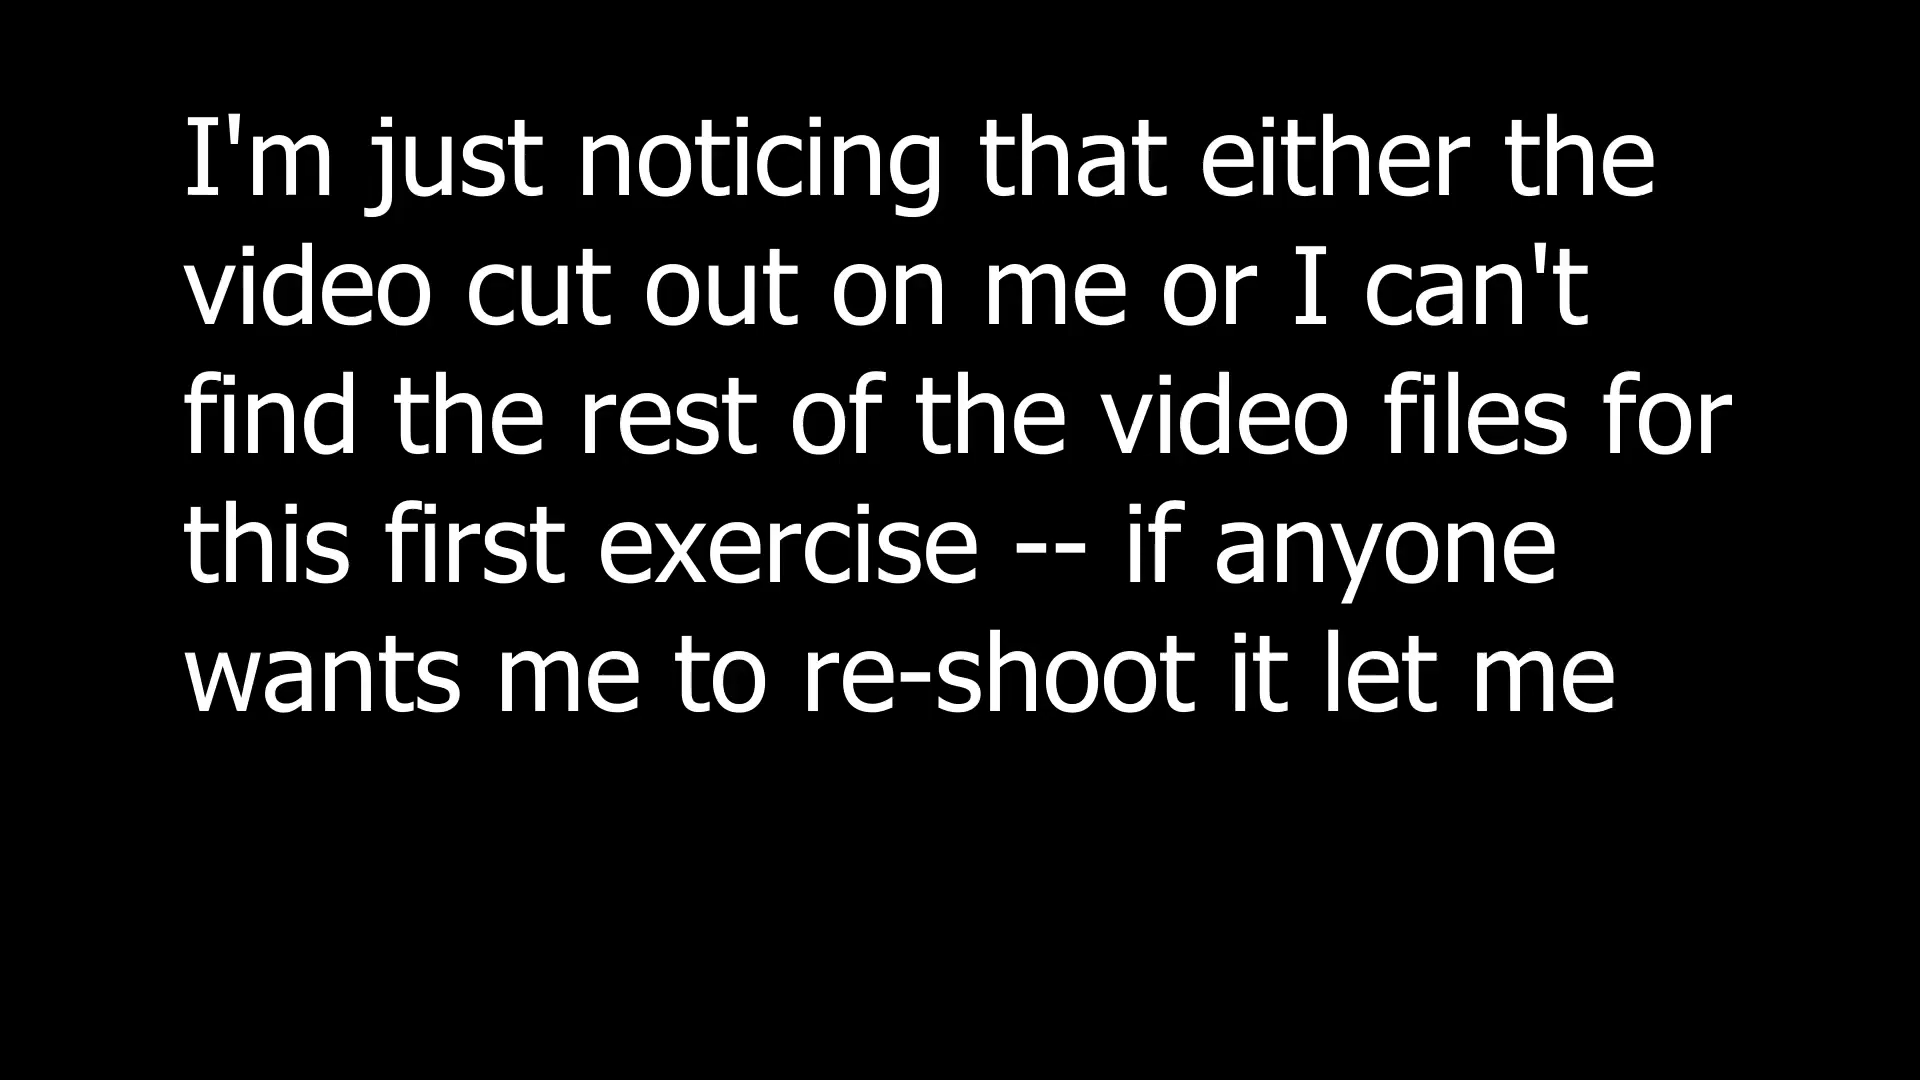 I'm just noticing that either the
video cut out on me or I can't
find the rest of the video files for
this first exercise -- if anyone
wants me to re-shoot it let me